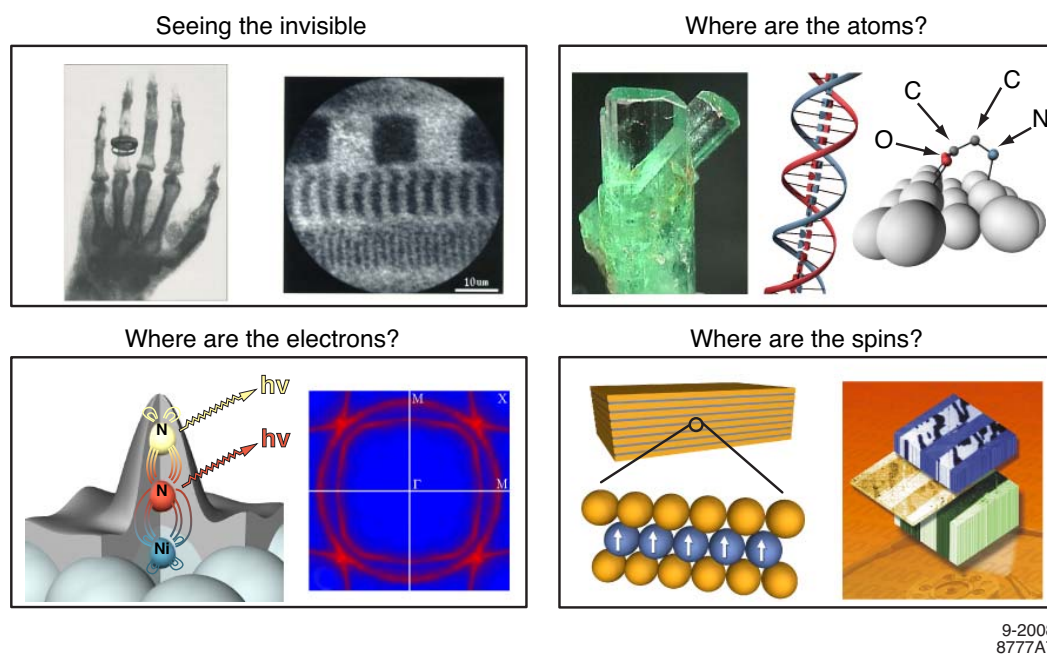 Seeing the invisible
10um
Where are the atoms?
C
C
O
N
Where are the electrons?
hν
N
hν
N
Ni
M
X
Γ
M
Where are the spins?
9-2008
8777A